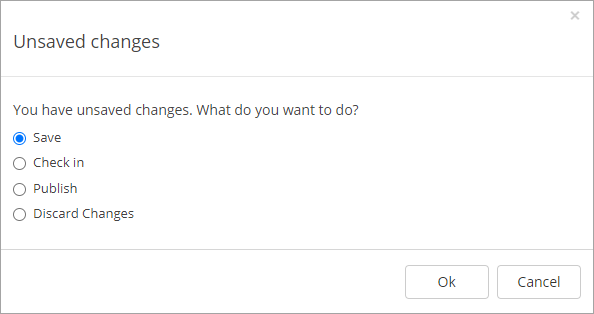 ×
Unsaved changes
You have unsaved changes. What do you want to do?
Save
Check in
Publish
Discard Changes
Ok
Cancel